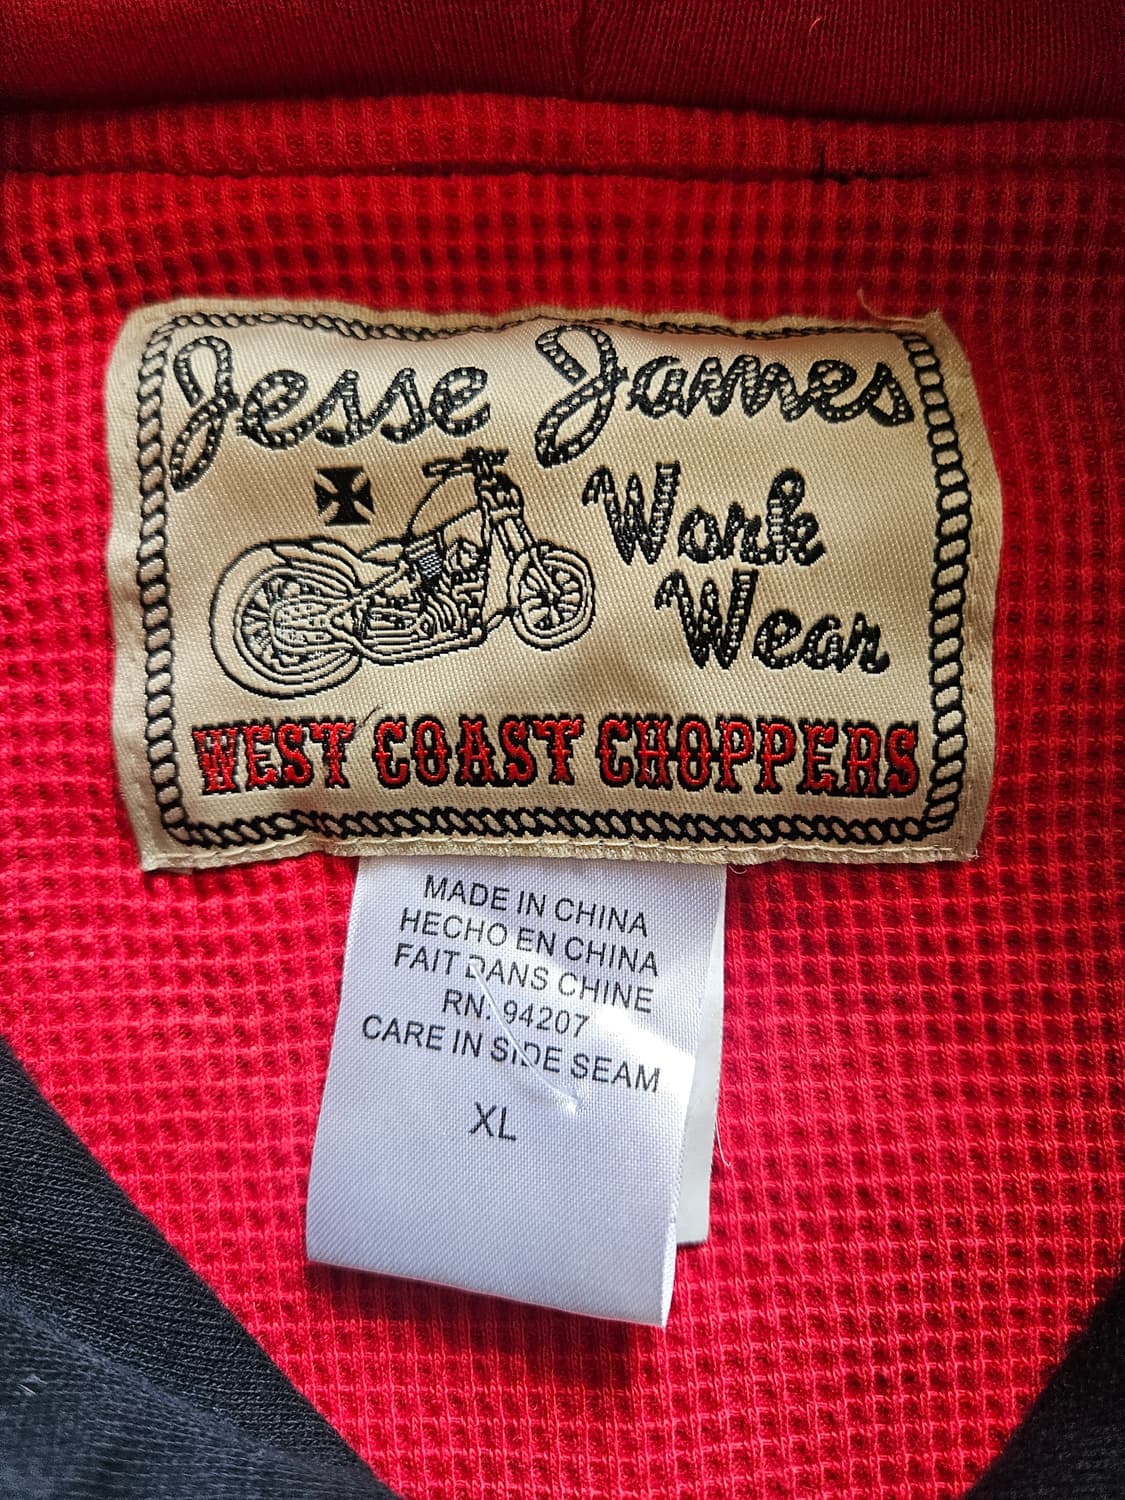 Jesse James
Work
Wear
WEST COAST CHOPPERS
MADE IN CHINA
HECHO EN CHINA
FAIT DANS CHINE
RN: 94207
CARE IN SIDE SEAM
XL